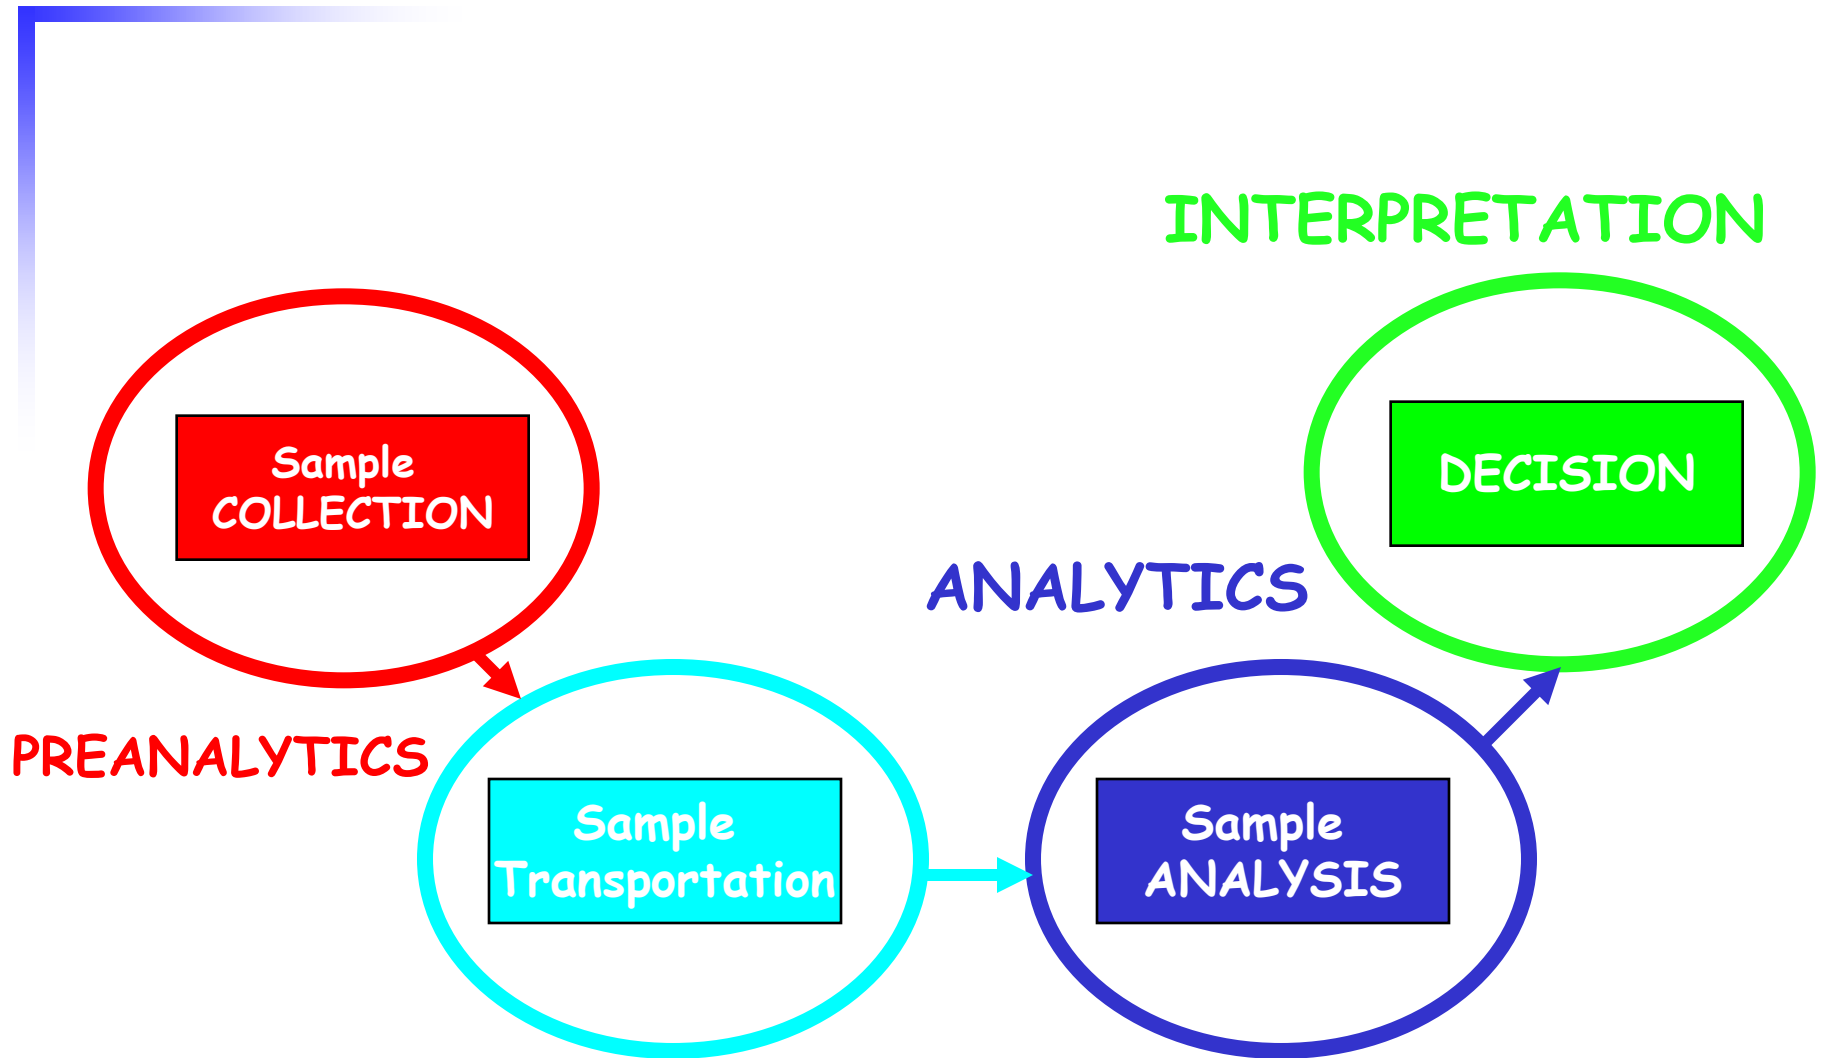 INTERPRETATION
Sample
COLLECTION
DECISION
ANALYTICS
PREANALYTICS
Sample
Transportation
Sample
ANALYSIS